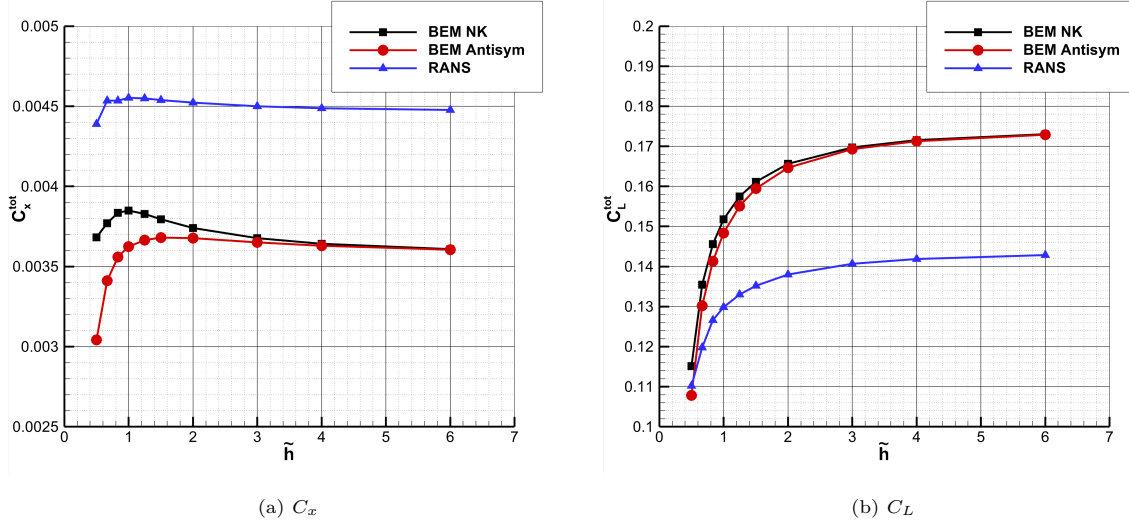 0.005
0.0045
0.004
0.0035
0.003
0.0025
C_x^tot
0 1 2 3 4 5 6 7
h̃
BEM NK
BEM Antisym
RANS
(a) C_x
0.2
0.19
0.18
0.17
0.16
0.15
0.14
0.13
0.12
0.11
0.1
C_L^tot
0 1 2 3 4 5 6 7
h̃
BEM NK
BEM Antisym
RANS
(b) C_L